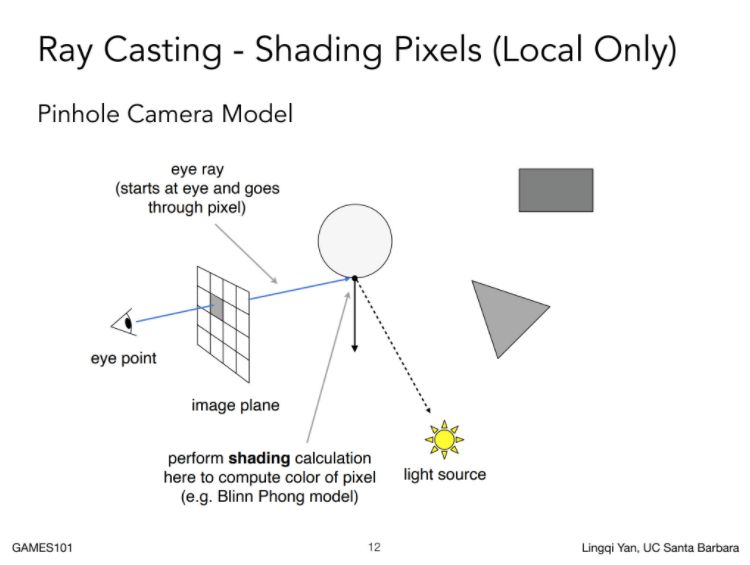 Ray Casting - Shading Pixels (Local Only)
Pinhole Camera Model
eye ray
(starts at eye and goes
through pixel)
eye point
image plane
perform shading calculation
here to compute color of pixel
(e.g. Blinn Phong model)
light source
GAMES101
12
Lingqi Yan, UC Santa Barbara